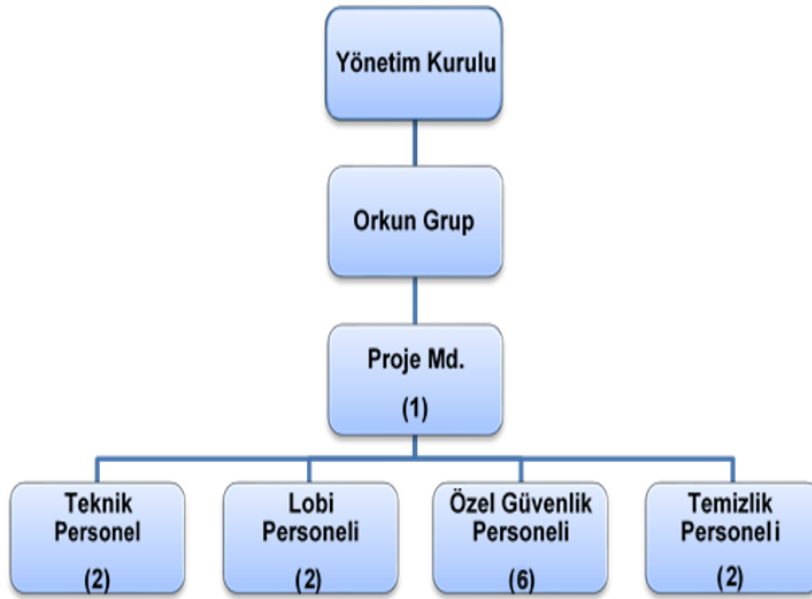 Yönetim Kurulu
Orkun Grup
Proje Md.
(1)
Teknik
Personel
(2)
Lobi
Personeli
(2)
Özel Güvenlik
Personeli
(6)
Temizlik
Personeli
(2)